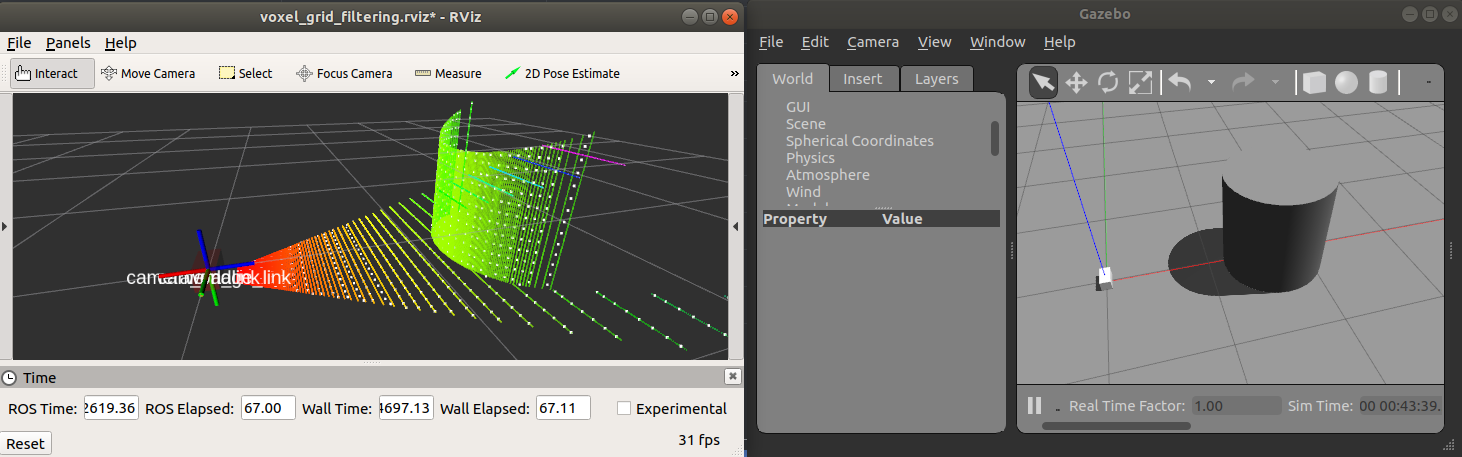 voxel_grid_filtering.rviz* - RViz
File Panels Help
Interact Move Camera Select Focus Camera Measure 2D Pose Estimate »
Time
ROS Time: 2619.36 ROS Elapsed: 67.00 Wall Time: 4697.13 Wall Elapsed: 67.11 Experimental
Reset 31 fps
Gazebo
File Edit Camera View Window Help
World Insert Layers
GUI
Scene
Spherical Coordinates
Physics
Atmosphere
Wind
Property Value
Real Time Factor: 1.00 Sim Time: 00 00:43:39.